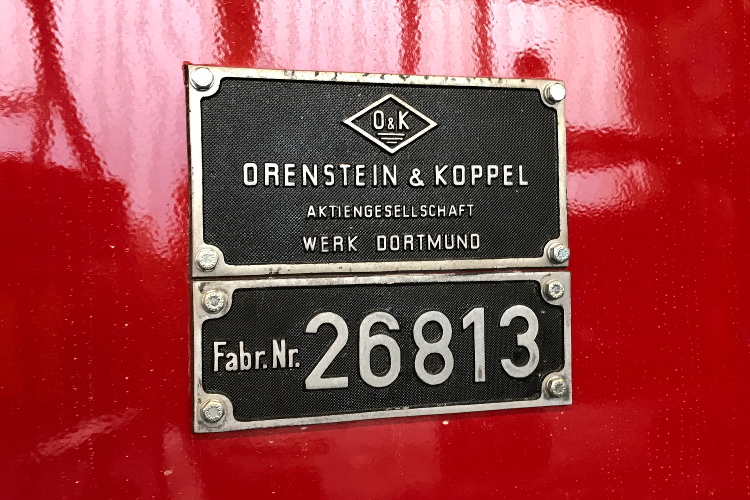 O&K
ORENSTEIN & KOPPEL
AKTIENGESELLSCHAFT
WERK DORTMUND
Fabr. Nr. 26813